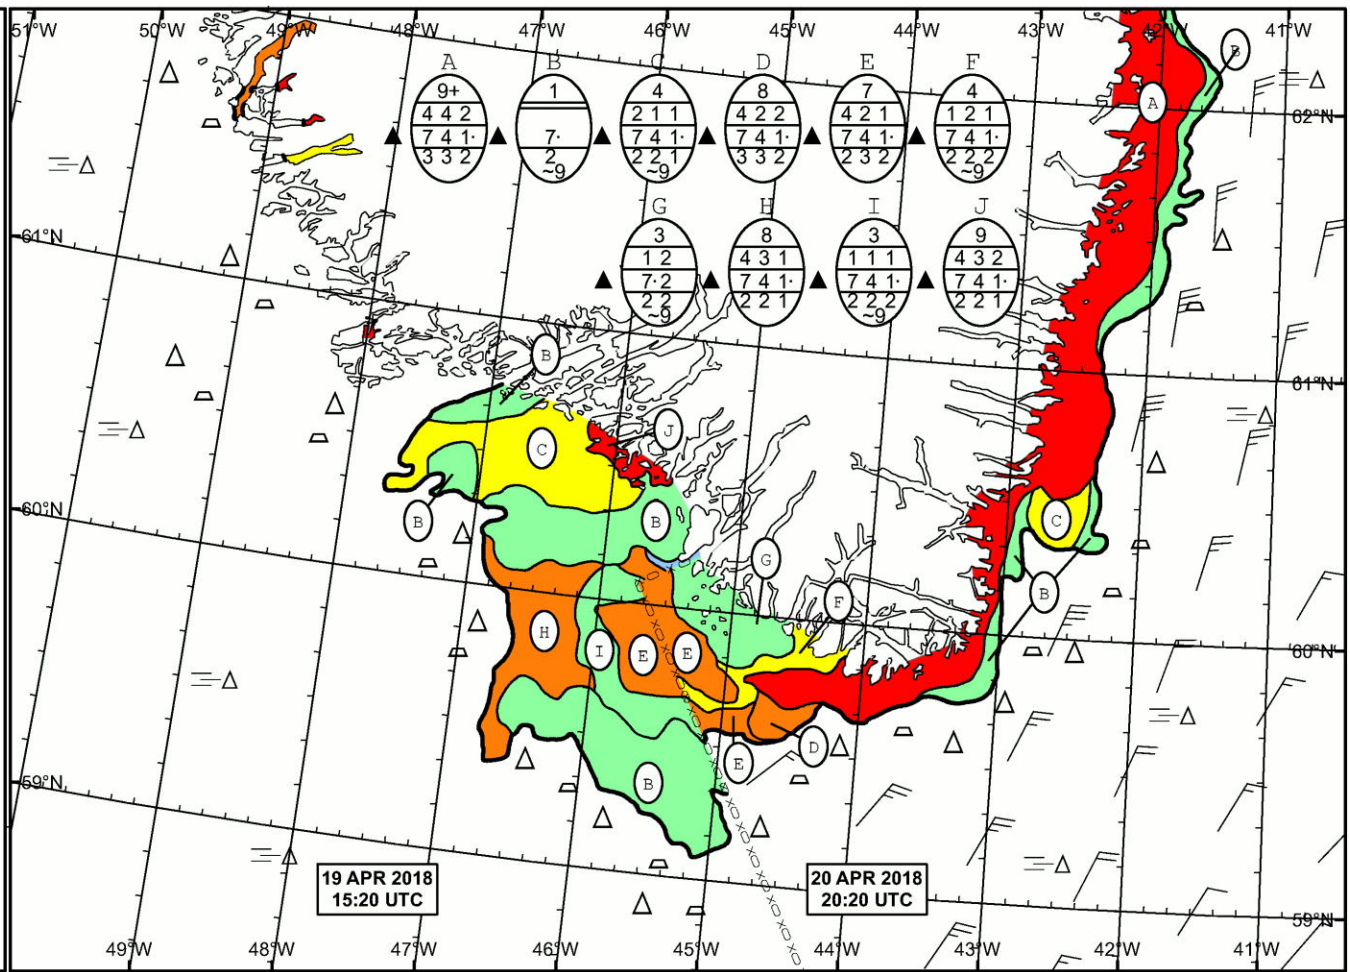 51°W 50°W 49°W 48°W 47°W 46°W 45°W 44°W 43°W 42°W 41°W
A B C D E F
9+ 1 4 8 7 4
4 4 2 2 1 1 4 2 2 4 2 1 1 2 1
7 4 1· 7· 7 4 1· 7 4 1· 7 4 1· 7 4 1·
3 3 2 2 2 2 1 3 3 2 2 3 2 2 2 2
~9 ~9 ~9
B
A
62°N
G H I J
3 8 3 9
1 2 4 3 1 1 1 1 4 3 2
7·2 7 4 1· 7 4 1· 7 4 1·
2 2 2 2 1 2 2 2 2 2 1
~9 ~9
61°N
B
61°N
J
C
60°N
B B C
G
B
F
H I E E
60°N
D
E
59°N
B
19 APR 2018
15:20 UTC
20 APR 2018
20:20 UTC
59°N
49°W 48°W 47°W 46°W 45°W 44°W 43°W 42°W 41°W